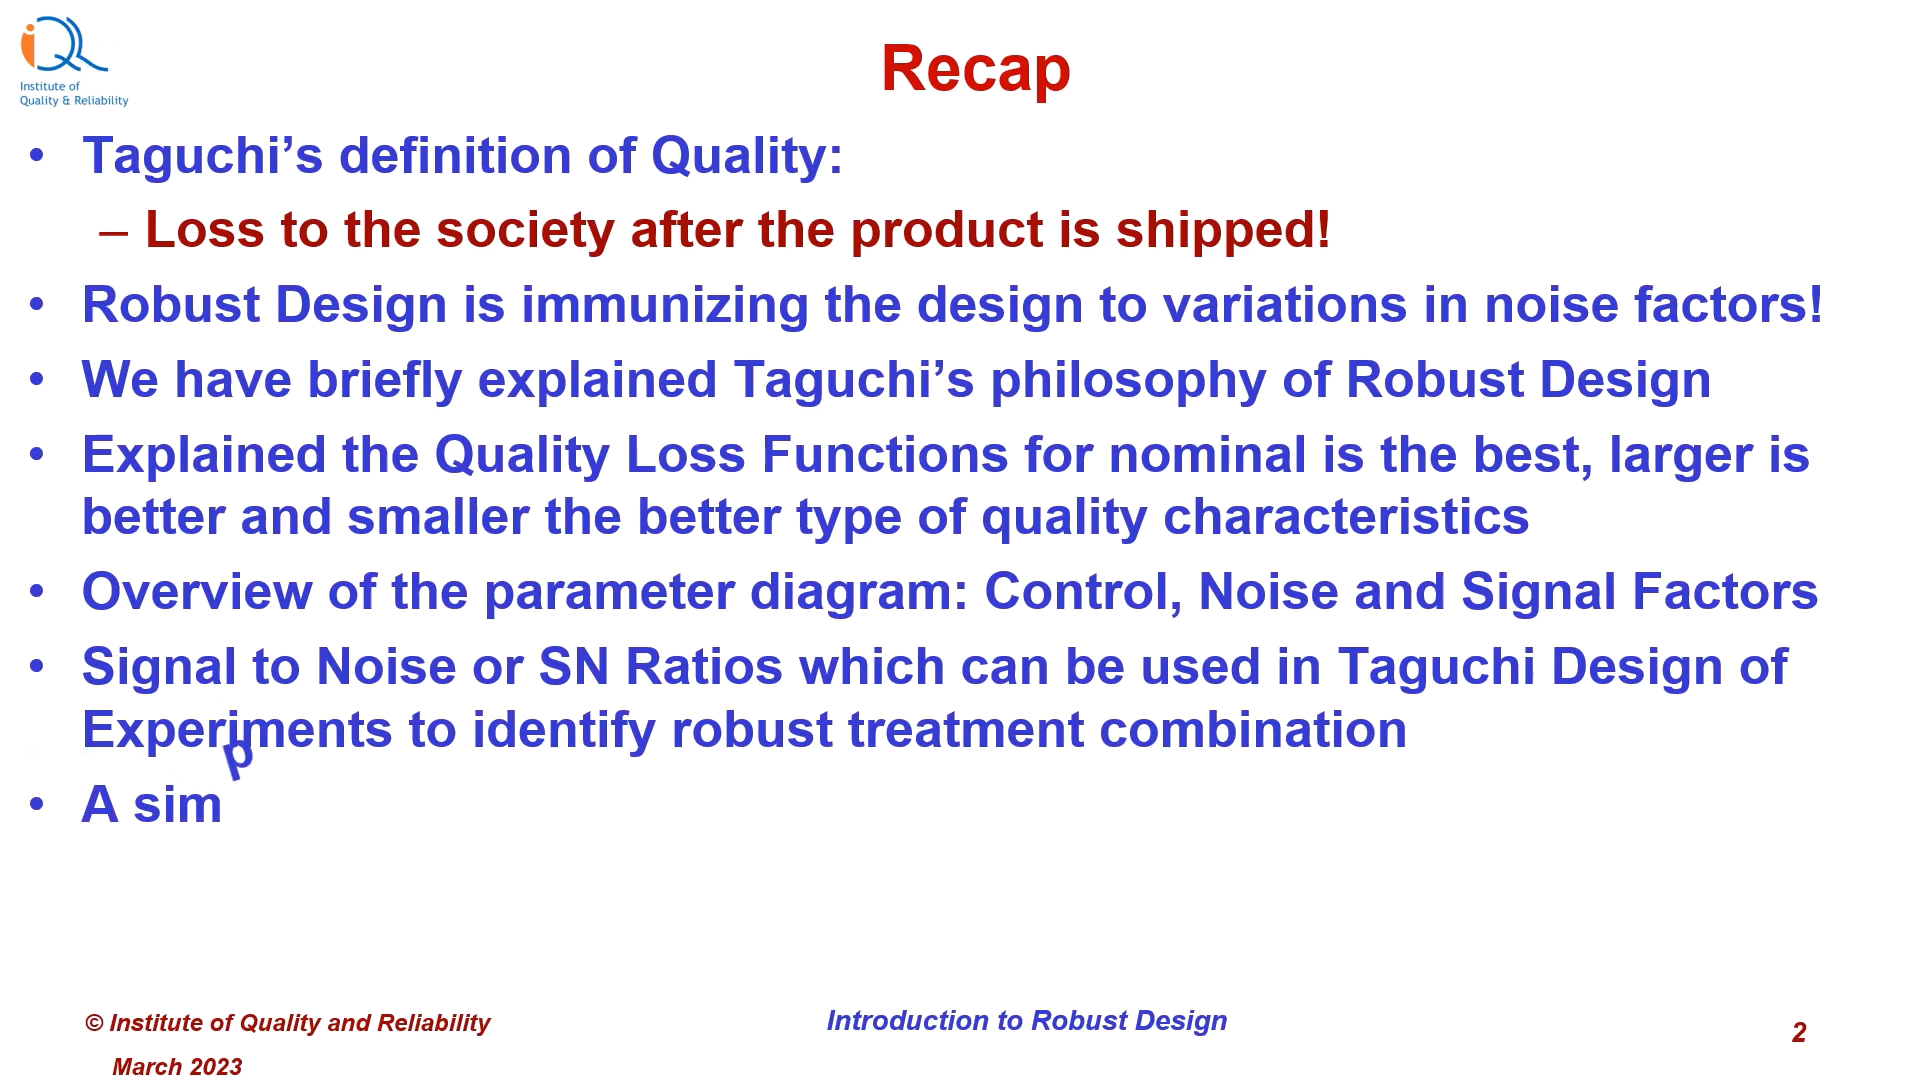 Institute of
Quality & Reliability
Recap
• Taguchi’s definition of Quality:
– Loss to the society after the product is shipped!
• Robust Design is immunizing the design to variations in noise factors!
• We have briefly explained Taguchi’s philosophy of Robust Design
• Explained the Quality Loss Functions for nominal is the best, larger is
better and smaller the better type of quality characteristics
• Overview of the parameter diagram: Control, Noise and Signal Factors
• Signal to Noise or SN Ratios which can be used in Taguchi Design of
Experiments to identify robust treatment combination
• A simp
© Institute of Quality and Reliability
Introduction to Robust Design
2
March 2023